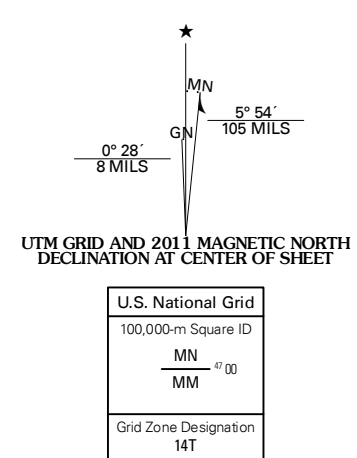 ★
MN
GN
5° 54´
105 MILS
0° 28´
8 MILS
UTM GRID AND 2011 MAGNETIC NORTH
DECLINATION AT CENTER OF SHEET
U.S. National Grid
100,000-m Square ID
MN
47 00
MM
Grid Zone Designation
14T